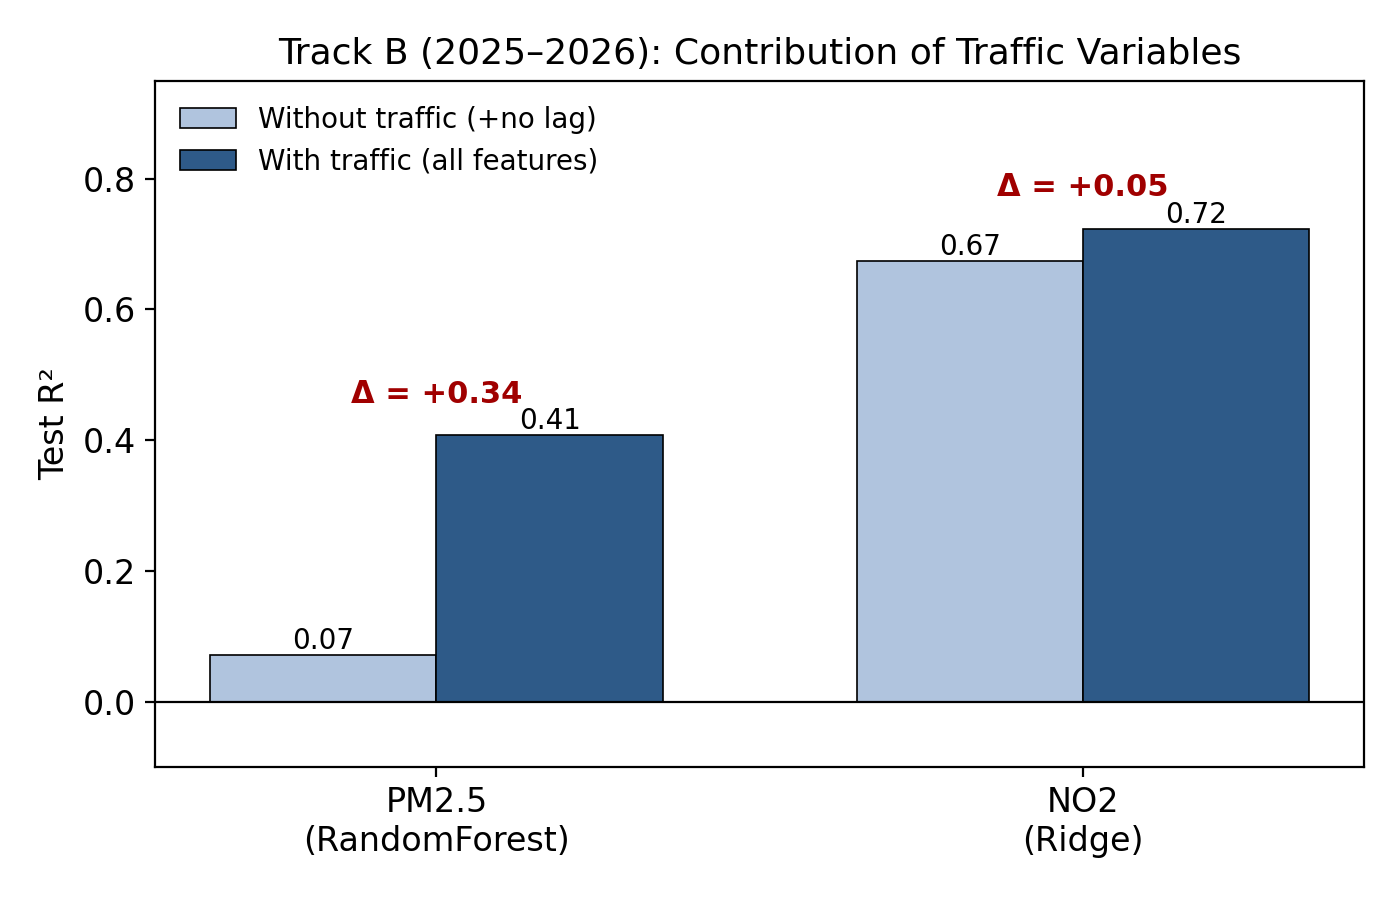 Track B (2025–2026): Contribution of Traffic Variables
Without traffic (+no lag)
With traffic (all features)
Test R²
0.8
0.6
0.4
0.2
0.0
Δ = +0.34
0.07
0.41
Δ = +0.05
0.67
0.72
PM2.5
(RandomForest)
NO2
(Ridge)